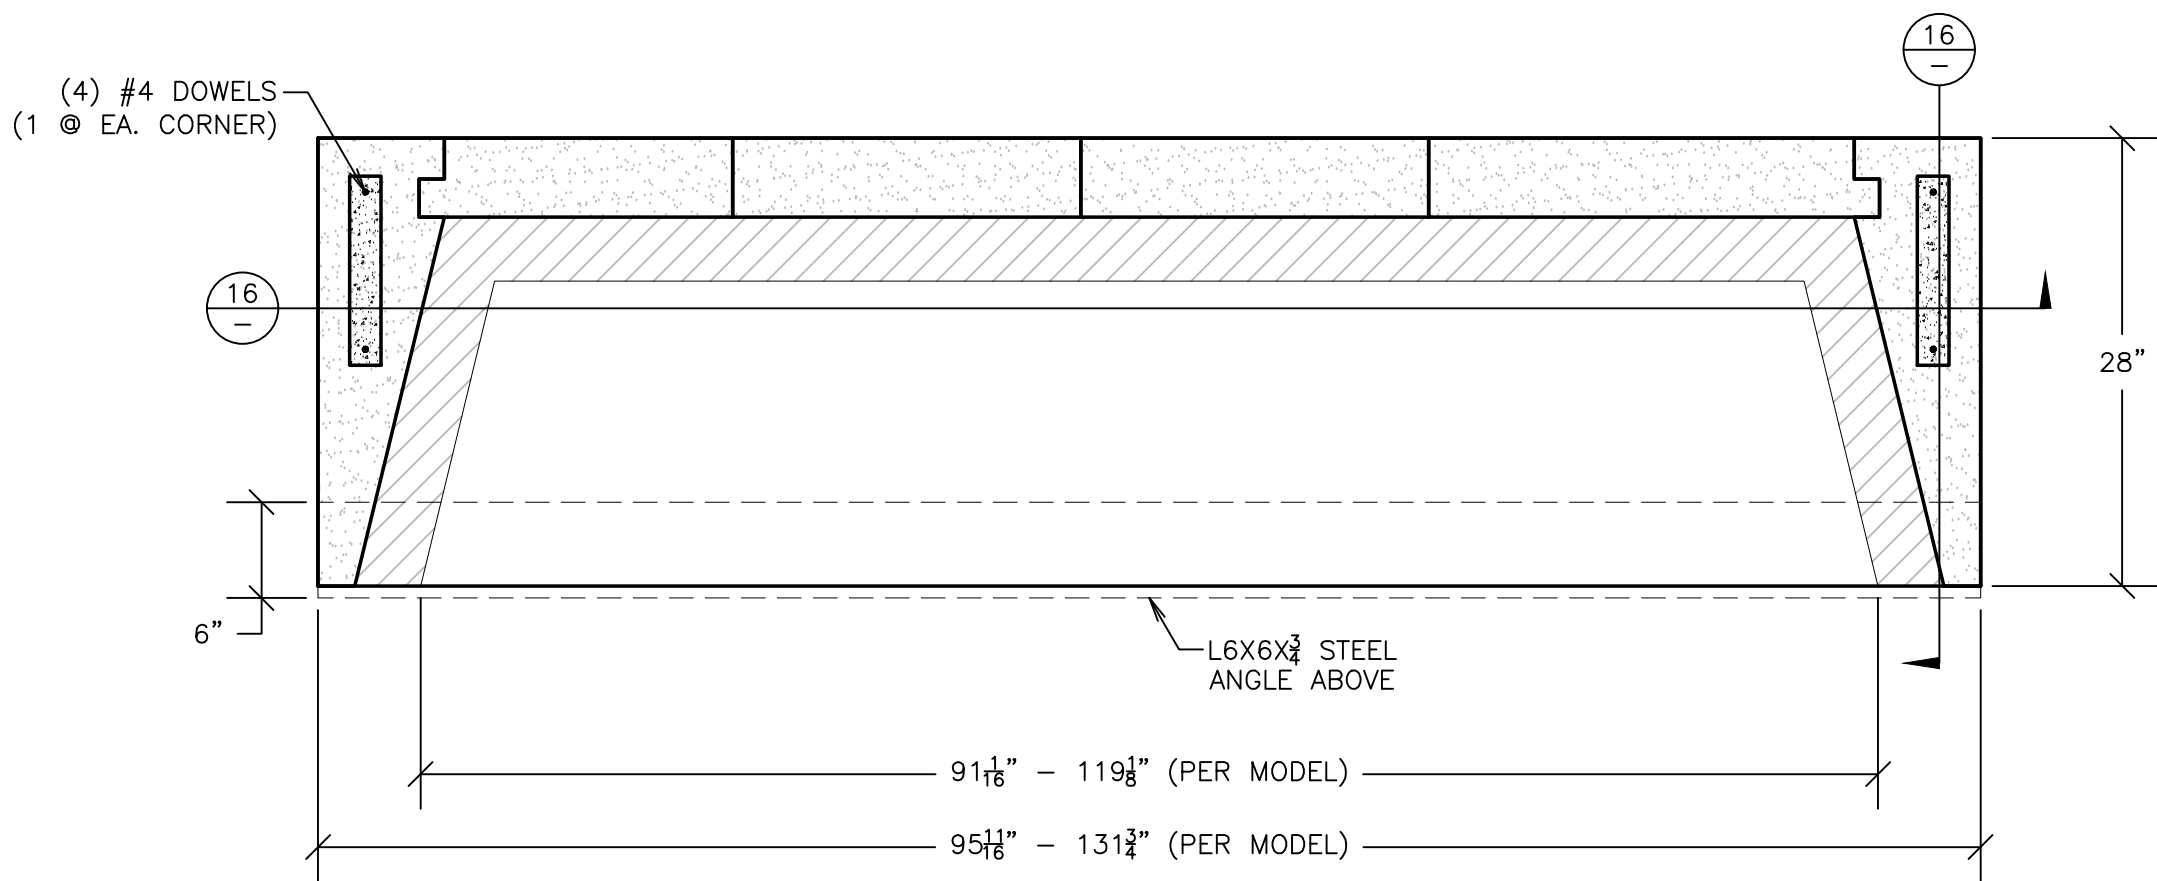 16
–
(4) #4 DOWELS
(1 @ EA. CORNER)
16
–
28”
6”
L6X6X3/4 STEEL
ANGLE ABOVE
91 1/16” – 119 1/8” (PER MODEL)
95 11/16” – 131 3/4” (PER MODEL)